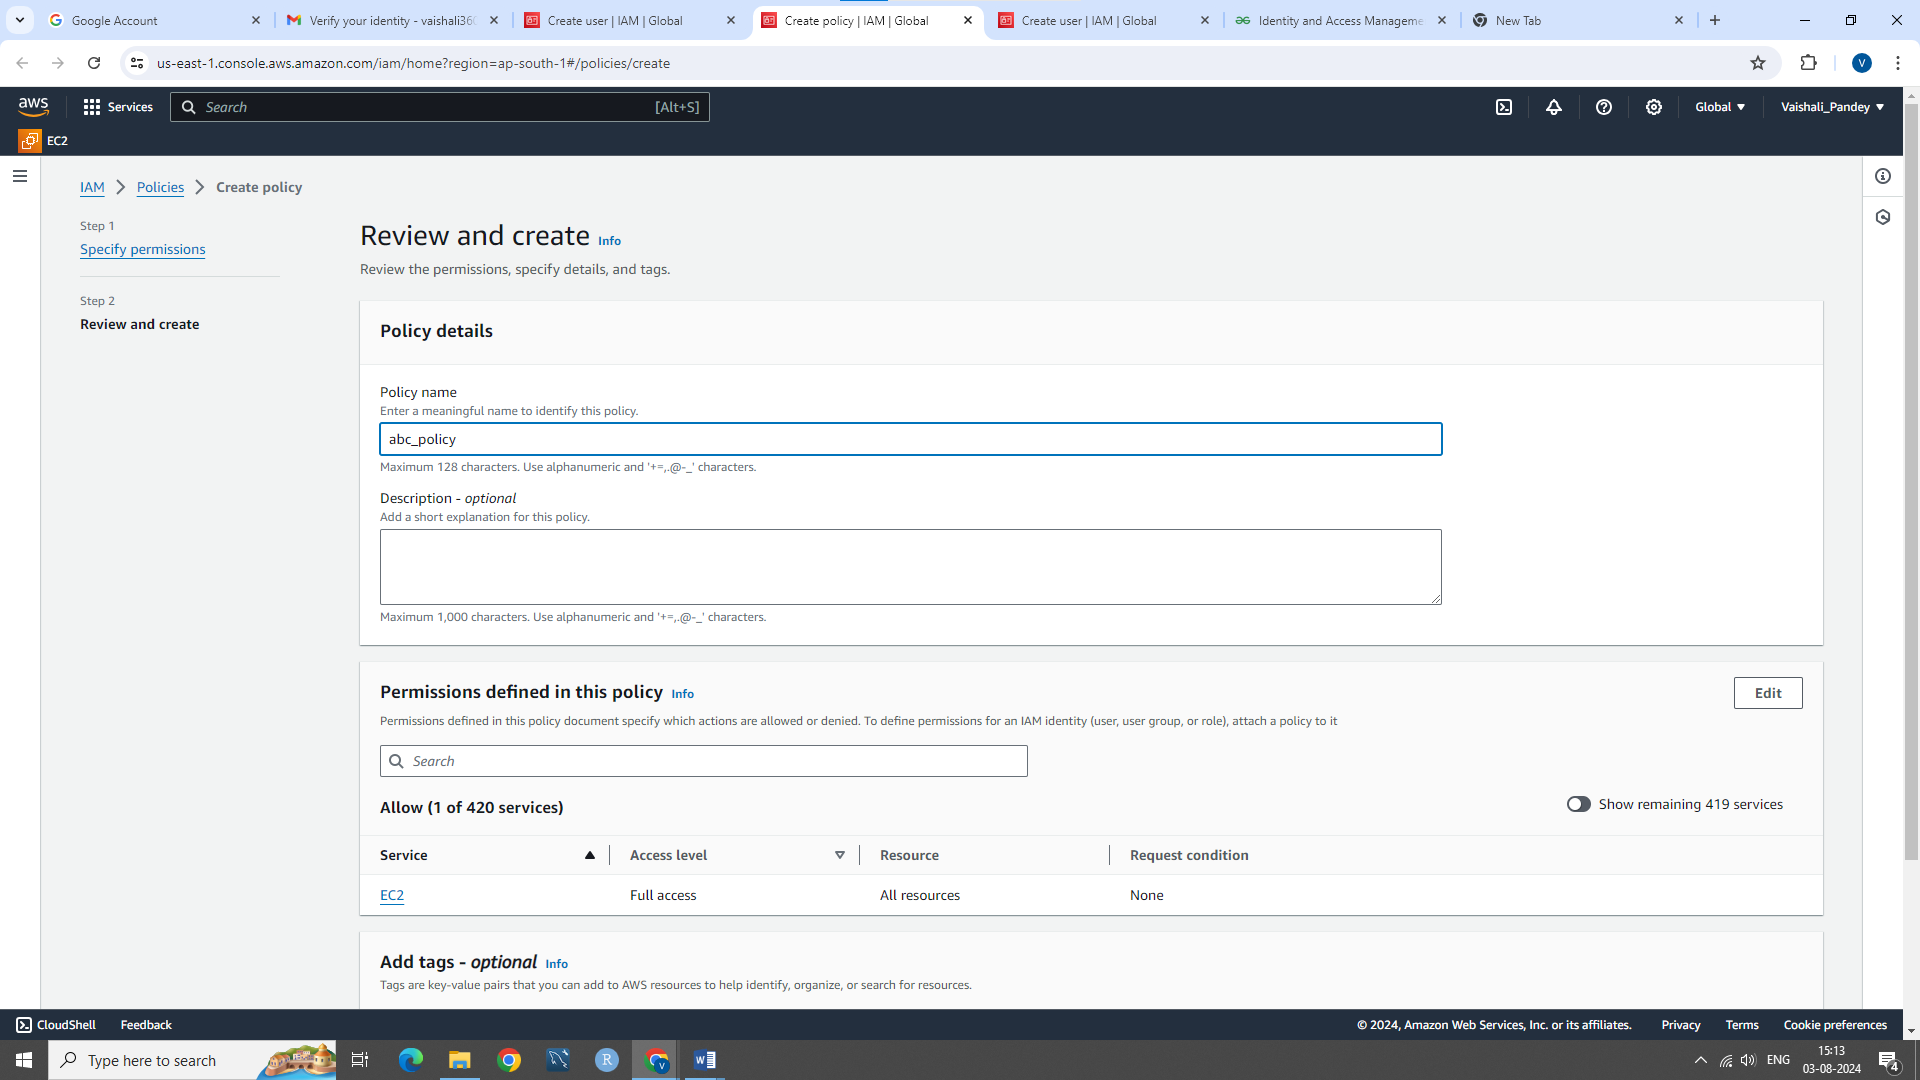 Google Account
Verify your identity - vaishali360
Create user | IAM | Global
Create policy | IAM | Global
Create user | IAM | Global
Identity and Access Manageme
New Tab
us-east-1.console.aws.amazon.com/iam/home?region=ap-south-1#/policies/create
V
aws
Services
Search
[Alt+S]
Global
Vaishali_Pandey
EC2
IAM
Policies
Create policy
Step 1
Specify permissions
Step 2
Review and create
Review and create Info
Review the permissions, specify details, and tags.
Policy details
Policy name
Enter a meaningful name to identify this policy.
abc_policy
Maximum 128 characters. Use alphanumeric and '+=,.@-_' characters.
Description - optional
Add a short explanation for this policy.
Maximum 1,000 characters. Use alphanumeric and '+=,.@-_' characters.
Permissions defined in this policy Info
Edit
Permissions defined in this policy document specify which actions are allowed or denied. To define permissions for an IAM identity (user, user group, or role), attach a policy to it
Search
Allow (1 of 420 services)
Show remaining 419 services
Service
Access level
Resource
Request condition
EC2
Full access
All resources
None
Add tags - optional Info
Tags are key-value pairs that you can add to AWS resources to help identify, organize, or search for resources.
CloudShell
Feedback
© 2024, Amazon Web Services, Inc. or its affiliates.
Privacy
Terms
Cookie preferences
Type here to search
ENG
15:13
03-08-2024
4